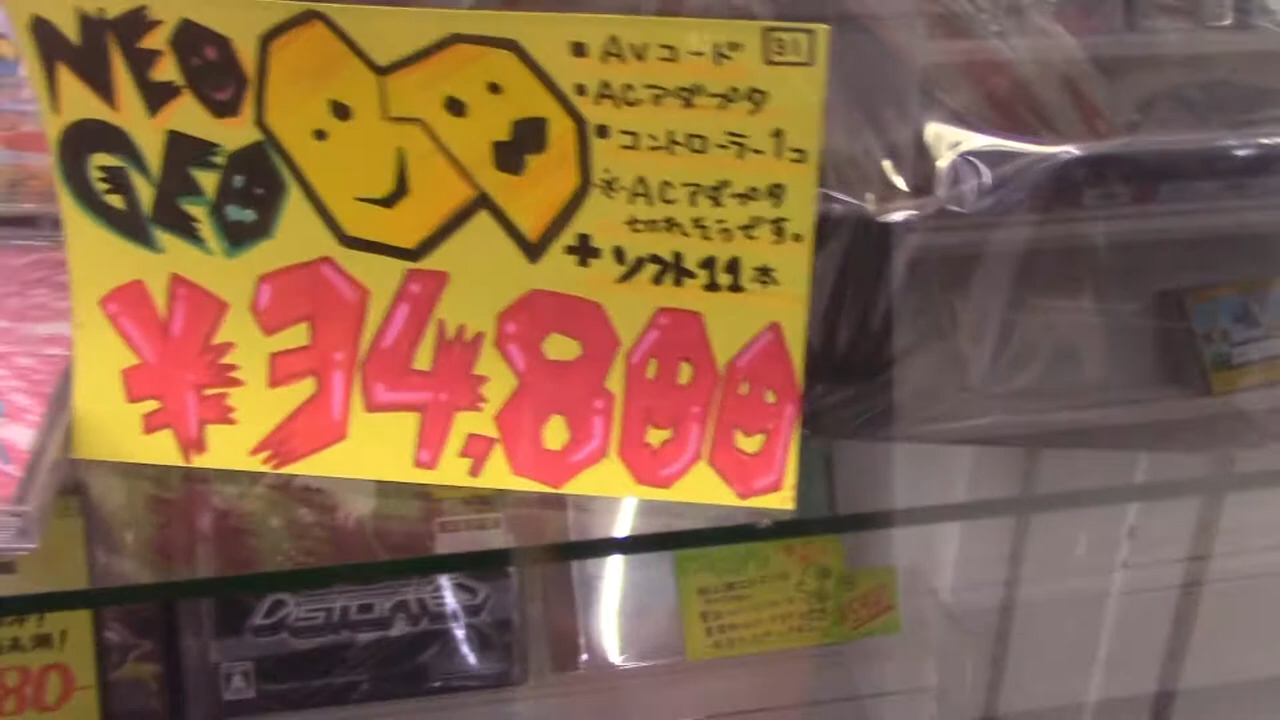 NEO
GEO
• AVコード 31
• ACアダプタ
• コントローラー1コ
※ACアダプタ
切れそうです。
+ソフト11本
¥34,800
80
A